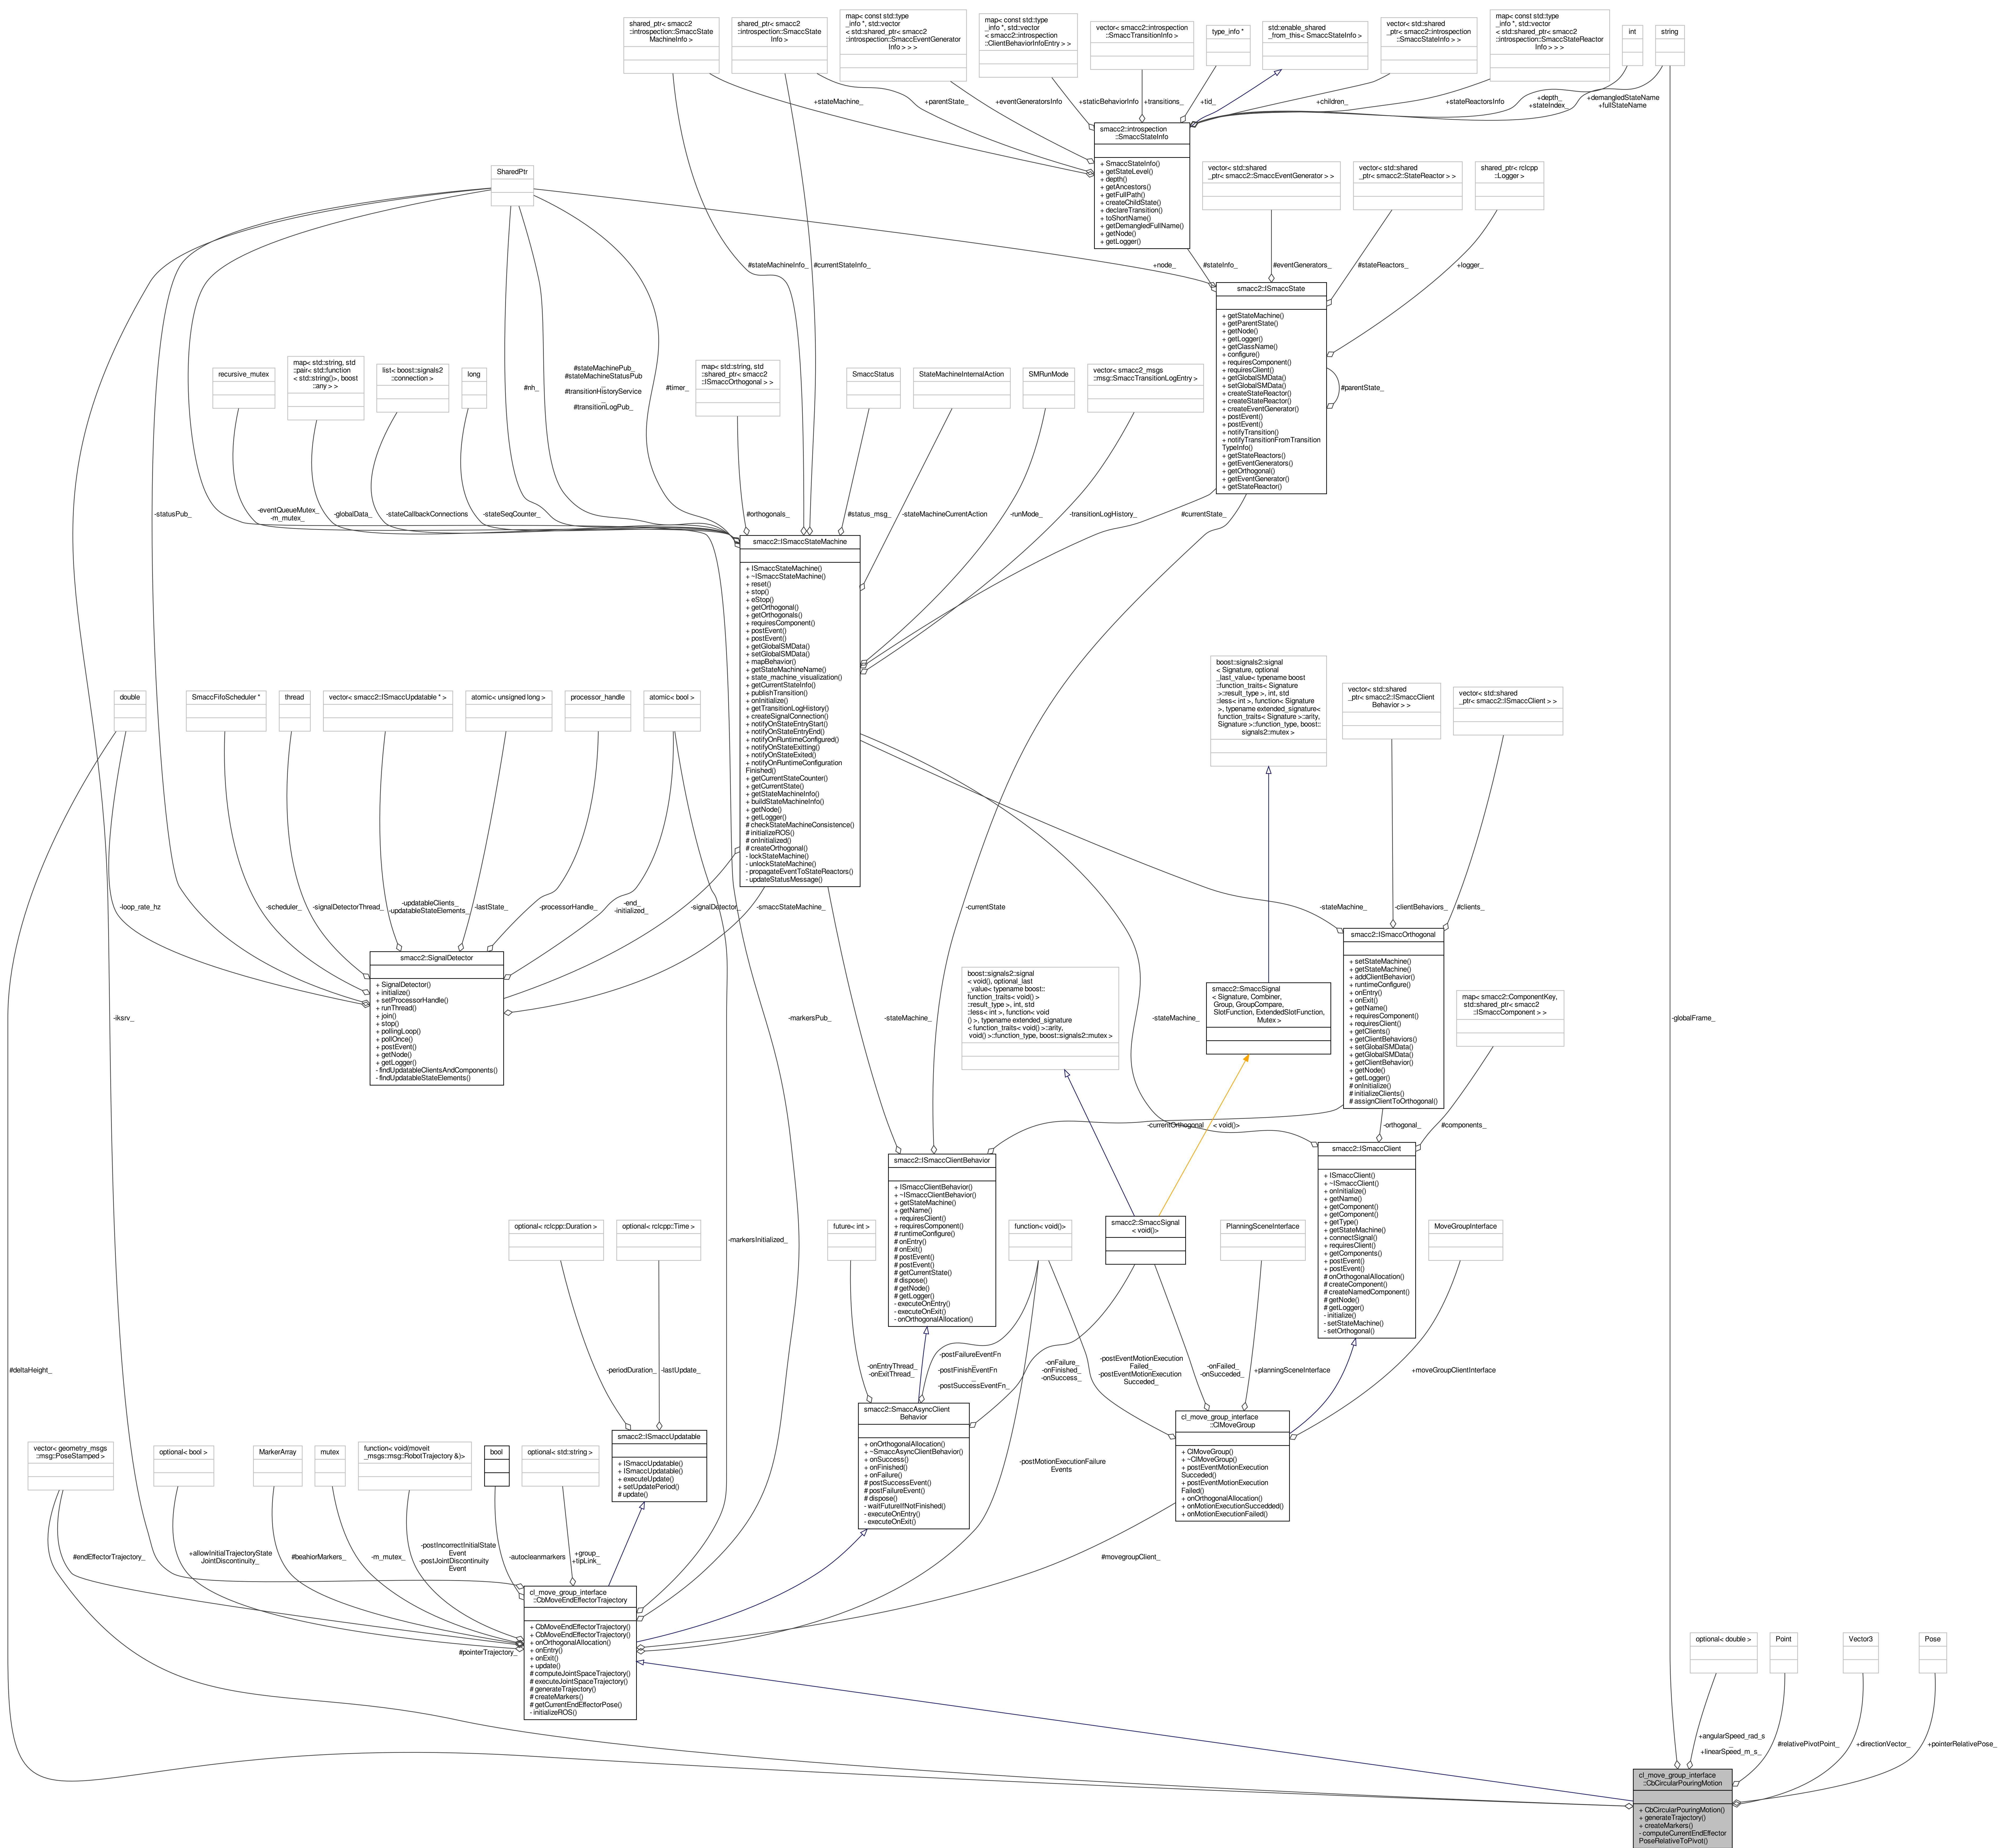 shared_ptr< smacc2
::introspection::SmaccState
MachineInfo >
shared_ptr< smacc2
::introspection::SmaccState
Info >
map< const std::type
_info *, std::vector
< std::shared_ptr< smacc2
::introspection::SmaccEventGenerator
Info > > >
map< const std::type
_info *, std::vector
< smacc2::introspection
::ClientBehaviorInfoEntry > >
vector< smacc2::introspection
::SmaccTransitionInfo >
type_info *
std::enable_shared
_from_this< SmaccStateInfo >
vector< std::shared
_ptr< smacc2::introspection
::SmaccStateInfo > >
map< const std::type
_info *, std::vector
< std::shared_ptr< smacc2
::introspection::SmaccStateReactor
Info > > >
int
string
+stateMachine_
+parentState_
+eventGeneratorsInfo
+staticBehaviorInfo
+transitions_
+tid_
+children_
+stateReactorsInfo
+depth_
+stateIndex_
+demangledStateName
+fullStateName
smacc2::introspection
::SmaccStateInfo
+ SmaccStateInfo()
+ getStateLevel()
+ depth()
+ getAncestors()
+ getFullPath()
+ createChildState()
+ declareTransition()
+ toShortName()
+ getDemangledFullName()
+ getNode()
+ getLogger()
SharedPtr
vector< std::shared
_ptr< smacc2::SmaccEventGenerator > >
vector< std::shared
_ptr< smacc2::StateReactor > >
shared_ptr< rclcpp
::Logger >
#stateMachineInfo_
#currentStateInfo_
+node_
#stateInfo_
#eventGenerators_
#stateReactors_
+logger_
smacc2::ISmaccState
+ getStateMachine()
+ getParentState()
+ getNode()
+ getLogger()
+ getClassName()
+ configure()
+ requiresComponent()
+ requiresClient()
+ getGlobalSMData()
+ setGlobalSMData()
+ createStateReactor()
+ createStateReactor()
+ createEventGenerator()
+ postEvent()
+ postEvent()
+ notifyTransition()
+ notifyTransitionFromTransition
TypeInfo()
+ getStateReactors()
+ getEventGenerators()
+ getOrthogonal()
+ getEventGenerator()
+ getStateReactor()
#parentState_
recursive_mutex
map< std::string, std
::pair< std::function
< std::string()>, boost
::any > >
list< boost::signals2
::connection >
long
#nh_
#stateMachinePub_
#stateMachineStatusPub
_
#transitionHistoryService
_
#transitionLogPub_
#timer_
map< std::string, std
::shared_ptr< smacc2
::ISmaccOrthogonal > >
SmaccStatus
StateMachineInternalAction
SMRunMode
vector< smacc2_msgs
::msg::SmaccTransitionLogEntry >
-statusPub_
-eventQueueMutex_
-m_mutex_
-globalData_
-stateCallbackConnections
-stateSeqCounter_
#orthogonals_
#status_msg_
-stateMachineCurrentAction
-runMode_
-transitionLogHistory_
#currentState_
smacc2::ISmaccStateMachine
+ ISmaccStateMachine()
+ ~ISmaccStateMachine()
+ reset()
+ stop()
+ eStop()
+ getOrthogonal()
+ getOrthogonals()
+ requiresComponent()
+ postEvent()
+ postEvent()
+ getGlobalSMData()
+ setGlobalSMData()
+ mapBehavior()
+ getStateMachineName()
+ state_machine_visualization()
+ getCurrentStateInfo()
+ publishTransition()
+ onInitialize()
+ getTransitionLogHistory()
+ createSignalConnection()
+ notifyOnStateEntryStart()
+ notifyOnStateEntryEnd()
+ notifyOnRuntimeConfigured()
+ notifyOnStateExitting()
+ notifyOnStateExited()
+ notifyOnRuntimeConfiguration
Finished()
+ getCurrentStateCounter()
+ getCurrentState()
+ getStateMachineInfo()
+ buildStateMachineInfo()
+ getNode()
+ getLogger()
# checkStateMachineConsistence()
# initializeROS()
# onInitialized()
# createOrthogonal()
- lockStateMachine()
- unlockStateMachine()
- propagateEventToStateReactors()
- updateStatusMessage()
double
SmaccFifoScheduler *
thread
vector< smacc2::ISmaccUpdatable * >
atomic< unsigned long >
processor_handle
atomic< bool >
boost::signals2::signal
< Signature, optional
_last_value< typename boost
::function_traits< Signature
>::result_type >, int, std
::less< int >, function< Signature
>, typename extended_signature<
function_traits< Signature >::arity,
Signature >::function_type, boost::
signals2::mutex >
vector< std::shared
_ptr< smacc2::ISmaccClient
Behavior > >
vector< std::shared
_ptr< smacc2::ISmaccClient > >
-loop_rate_hz
-scheduler_
-signalDetectorThread_
-updatableClients_
-updatableStateElements_
-lastState_
-processorHandle_
-end_
-initialized_
-signalDetector_
-smaccStateMachine_
-currentState
-stateMachine_
-clientBehaviors_
#clients_
smacc2::SignalDetector
+ SignalDetector()
+ initialize()
+ setProcessorHandle()
+ runThread()
+ join()
+ stop()
+ pollingLoop()
+ pollOnce()
+ postEvent()
+ getNode()
+ getLogger()
- findUpdatableClientsAndComponents()
- findUpdatableStateElements()
smacc2::ISmaccOrthogonal
+ setStateMachine()
+ getStateMachine()
+ addClientBehavior()
+ runtimeConfigure()
+ onEntry()
+ onExit()
+ getName()
+ requiresComponent()
+ requiresClient()
+ getClients()
+ getClientBehaviors()
+ setGlobalSMData()
+ getGlobalSMData()
+ getClientBehavior()
+ getNode()
+ getLogger()
# onInitialize()
# initializeClients()
# assignClientToOrthogonal()
boost::signals2::signal
< void(), optional_last
_value< typename boost::
function_traits< void() >
::result_type >, int, std
::less< int >, function< void
() >, typename extended_signature
< function_traits< void() >::arity,
void() >::function_type, boost::signals2::mutex >
smacc2::SmaccSignal
< Signature, Combiner,
Group, GroupCompare,
SlotFunction, ExtendedSlotFunction,
Mutex >
map< smacc2::ComponentKey,
std::shared_ptr< smacc2
::ISmaccComponent > >
-iksrv_
-markersPub_
-stateMachine_
-stateMachine_
-globalFrame_
-currentOrthogonal
< void()>
-orthogonal_
#components_
smacc2::ISmaccClientBehavior
+ ISmaccClientBehavior()
+ ~ISmaccClientBehavior()
+ getStateMachine()
+ getName()
+ requiresClient()
+ requiresComponent()
# runtimeConfigure()
# onEntry()
# onExit()
# postEvent()
# postEvent()
# getCurrentState()
# dispose()
# getNode()
# getLogger()
- executeOnEntry()
- executeOnExit()
- onOrthogonalAllocation()
smacc2::ISmaccClient
+ ISmaccClient()
+ ~ISmaccClient()
+ onInitialize()
+ getName()
+ getComponent()
+ getComponent()
+ getType()
+ getStateMachine()
+ connectSignal()
+ requiresClient()
+ getComponents()
+ postEvent()
+ postEvent()
# onOrthogonalAllocation()
# createComponent()
# createNamedComponent()
# getNode()
# getLogger()
- initialize()
- setStateMachine()
- setOrthogonal()
optional< rclcpp::Duration >
optional< rclcpp::Time >
future< int >
function< void()>
smacc2::SmaccSignal
< void()>
PlanningSceneInterface
MoveGroupInterface
-markersInitialized_
#deltaHeight_
-periodDuration_
-lastUpdate_
-onEntryThread_
-onExitThread_
-postFailureEventFn
_
-postFinishEventFn
_
-postSuccessEventFn_
-onFailure_
-onFinished_
-onSuccess_
-postEventMotionExecution
Failed_
-postEventMotionExecution
Succeded_
-onFailed_
-onSucceded_
+planningSceneInterface
+moveGroupClientInterface
smacc2::SmaccAsyncClient
Behavior
+ onOrthogonalAllocation()
+ ~SmaccAsyncClientBehavior()
+ onSuccess()
+ onFinished()
+ onFailure()
# postSuccessEvent()
# postFailureEvent()
# dispose()
- waitFutureIfNotFinished()
- executeOnEntry()
- executeOnExit()
cl_move_group_interface
::ClMoveGroup
+ ClMoveGroup()
+ ~ClMoveGroup()
+ postEventMotionExecution
Succeded()
+ postEventMotionExecution
Failed()
+ onOrthogonalAllocation()
+ onMotionExecutionSuccedded()
+ onMotionExecutionFailed()
vector< geometry_msgs
::msg::PoseStamped >
optional< bool >
MarkerArray
mutex
function< void(moveit
_msgs::msg::RobotTrajectory &)>
bool
optional< std::string >
smacc2::ISmaccUpdatable
+ ISmaccUpdatable()
+ ISmaccUpdatable()
+ executeUpdate()
+ setUpdatePeriod()
# update()
-postMotionExecutionFailure
Events
#endEffectorTrajectory_
+allowInitialTrajectoryState
JointDiscontinuity_
#beahiorMarkers_
-m_mutex_
-postIncorrectInitialState
Event
-postJointDiscontinuity
Event
-autocleanmarkers
+group_
+tipLink_
#movegroupClient_
cl_move_group_interface
::CbMoveEndEffectorTrajectory
+ CbMoveEndEffectorTrajectory()
+ CbMoveEndEffectorTrajectory()
+ onOrthogonalAllocation()
+ onEntry()
+ onExit()
+ update()
# computeJointSpaceTrajectory()
# executeJointSpaceTrajectory()
# generateTrajectory()
# createMarkers()
# getCurrentEndEffectorPose()
- initializeROS()
#pointerTrajectory_
optional< double >
Point
Vector3
Pose
+angularSpeed_rad_s
_
+linearSpeed_m_s_
#relativePivotPoint_
+directionVector_
+pointerRelativePose_
cl_move_group_interface
::CbCircularPouringMotion
+ CbCircularPouringMotion()
+ generateTrajectory()
+ createMarkers()
- computeCurrentEndEffector
PoseRelativeToPivot()